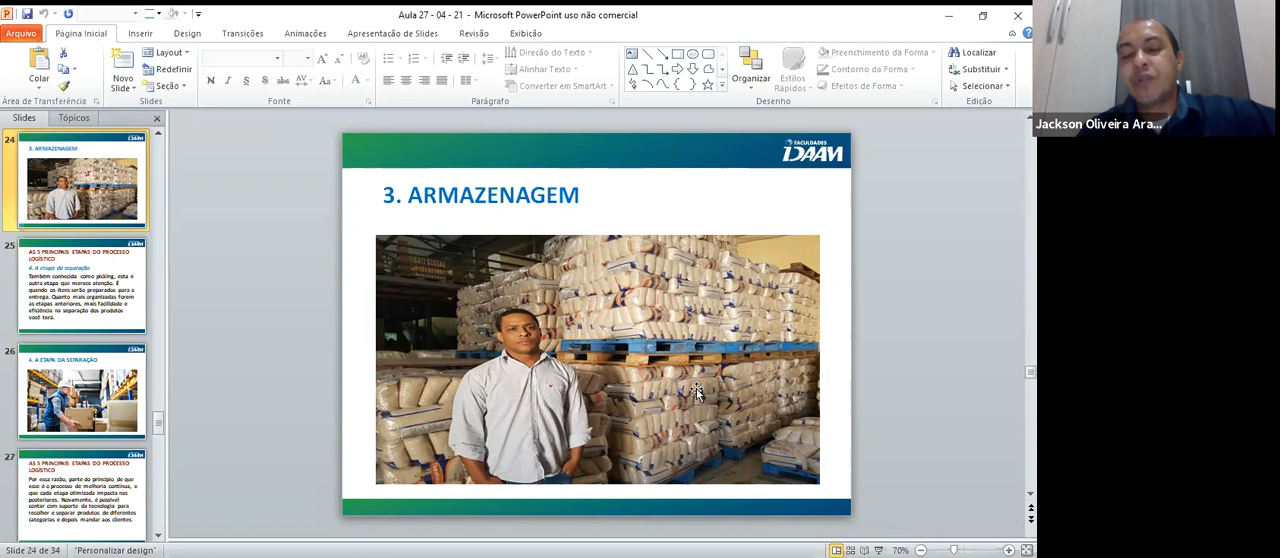 Aula 27 - 04 - 21 - Microsoft PowerPoint uso não comercial
Arquivo Página Inicial Inserir Design Transições Animações Apresentação de Slides Revisão Exibição
Colar
Área de Transferência
Novo Slide
Layout
Redefinir
Seção
Slides
N I S abc AV Aa A
Fonte
Direção do Texto
Alinhar Texto
Converter em SmartArt
Parágrafo
Organizar
Estilos Rápidos
Preenchimento da Forma
Contorno da Forma
Efeitos de Forma
Desenho
Localizar
Substituir
Selecionar
Edição
Jackson Oliveira Ara...
Slides Tópicos
24
IDAAM
3. ARMAZENAGEM
25
IDAAM
AS 5 PRINCIPAIS ETAPAS DO PROCESSO
LOGÍSTICO
4. A etapa da separação
Também conhecida como picking, esta é
outra etapa que merece atenção. É
quando os itens serão preparados para a
entrega. Quanto mais organizadas forem
as etapas anteriores, mais facilidade e
eficiência na separação dos produtos
você terá.
26
IDAAM
4. A ETAPA DA SEPARAÇÃO
27
IDAAM
AS 5 PRINCIPAIS ETAPAS DO PROCESSO
LOGÍSTICO
Por essa razão, parte do princípio de que
esse é o processo de melhoria contínua, e
que cada etapa otimizada impacta nas
posteriores. Novamente, é possível
contar com suporte da tecnologia para
recolher e separar produtos de diferentes
categorias e depois mandar aos clientes.
FACULDADES
IDAAM
3. ARMAZENAGEM
Slide 24 de 34 "Personalizar design" 70%